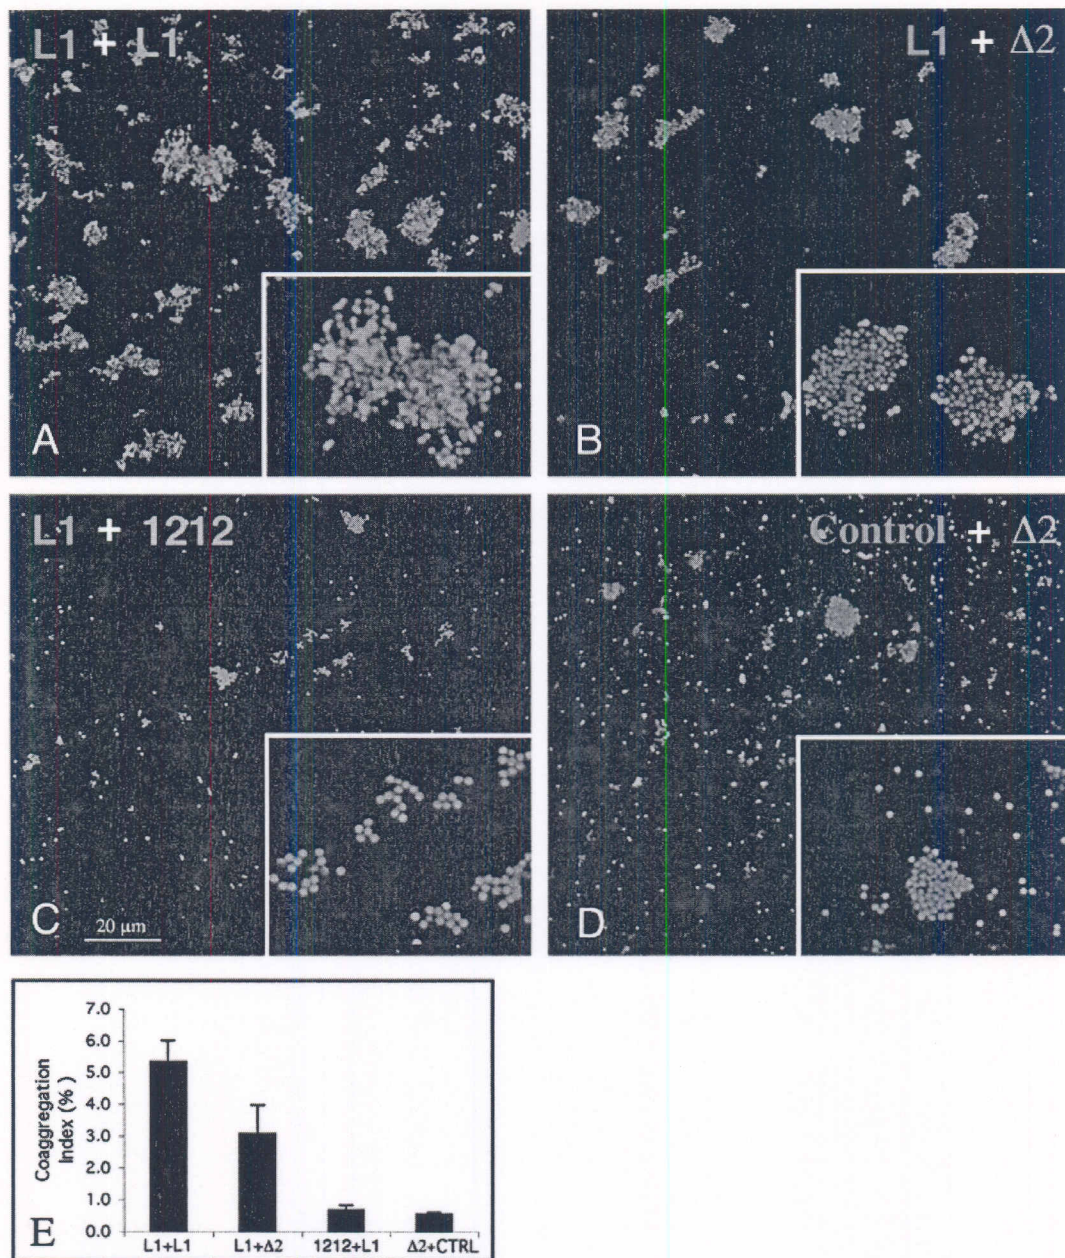 L1 + L1
A
L1 + Δ2
B
L1 + 1212
C
20 μm
Control + Δ2
D
Coaggregation
Index (%)
7.0
6.0
5.0
4.0
3.0
2.0
1.0
0.0
L1+L1
L1+Δ2
1212+L1
Δ2+CTRL
E